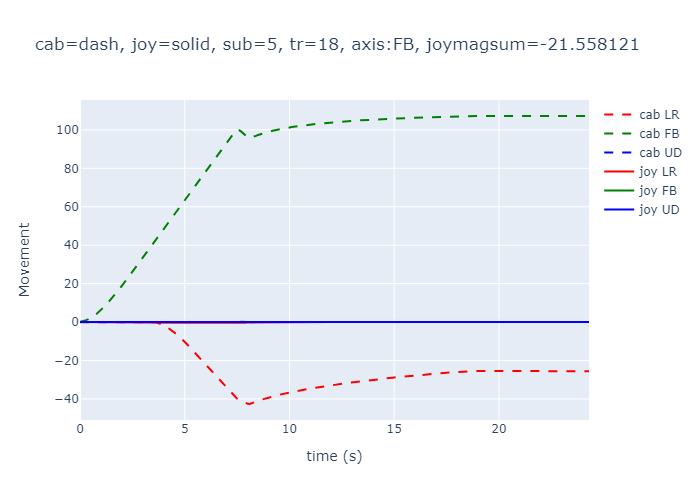 cab=dash, joy=solid, sub=5, tr=18, axis:FB, joymagsum=-21.558121
cab LR
cab FB
cab UD
joy LR
joy FB
joy UD
Movement
100
80
60
40
20
0
−20
−40
0 5 10 15 20
time (s)